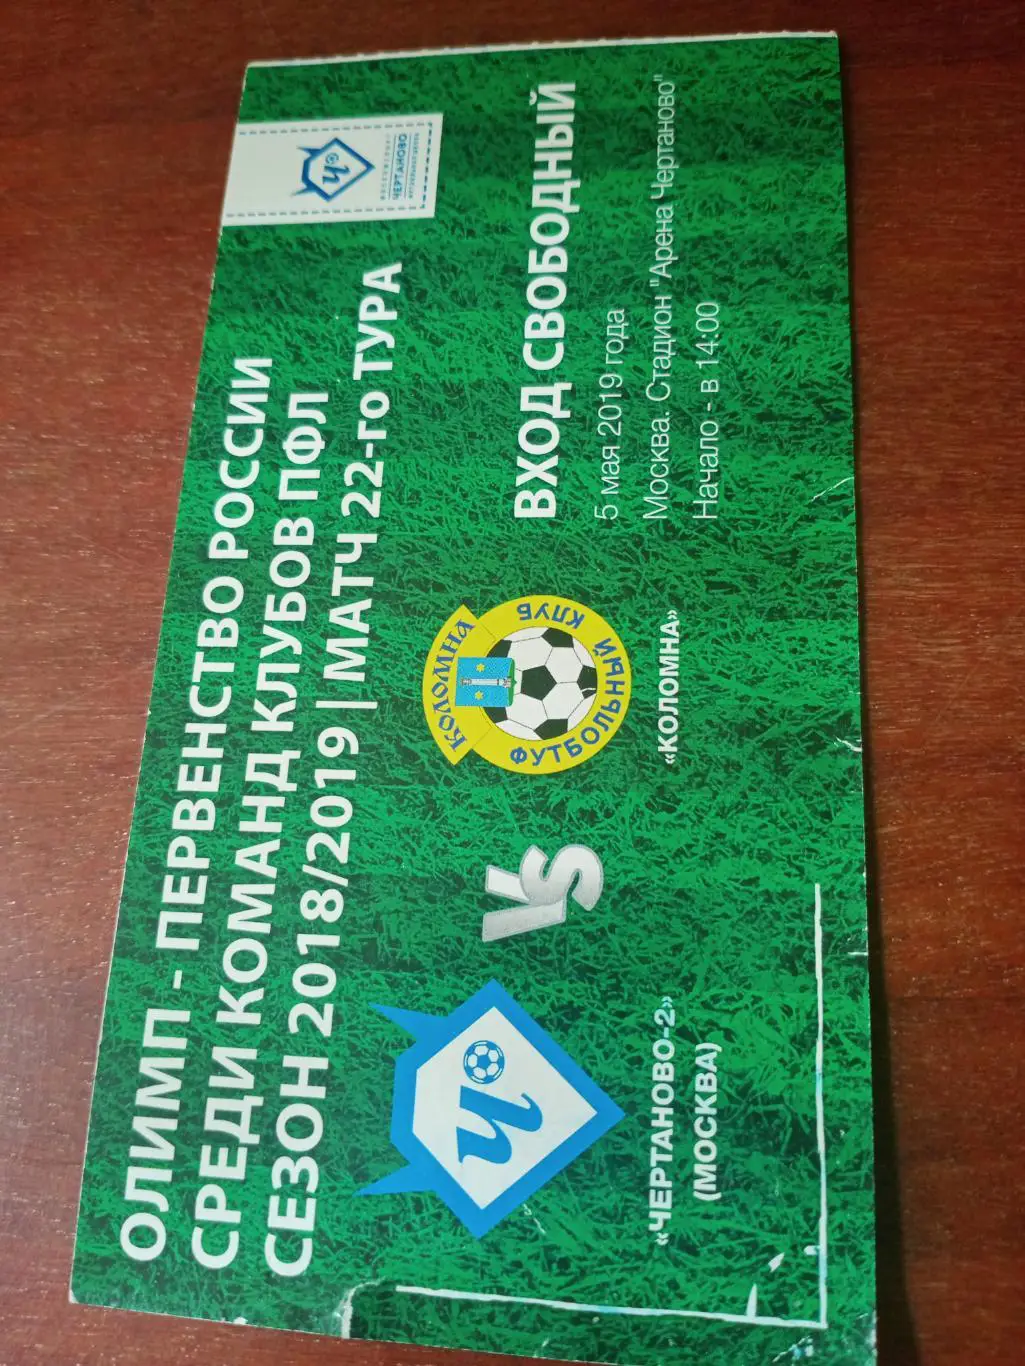 ОЛИМП - ПЕРВЕНСТВО РОССИИ
СРЕДИ КОМАНД КЛУБОВ ПФЛ
СЕЗОН 2018/2019 | МАТЧ 22-го ТУРА
ЧЕРТАНОВО
VS
КОЛОМНА
ФУТБОЛЬНЫЙ КЛУБ
«ЧЕРТАНОВО-2»
(МОСКВА)
«КОЛОМНА»
ВХОД СВОБОДНЫЙ
5 мая 2019 года
Москва. Стадион "Арена Чертаново"
Начало - в 14:00